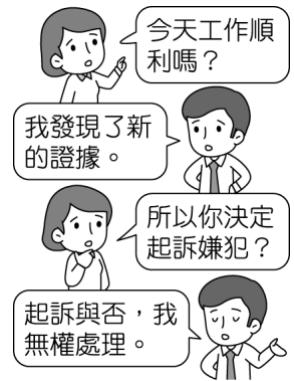 今天工作順
利嗎？
我發現了新
的證據。
所以你決定
起訴嫌犯？
起訴與否，我
無權處理。